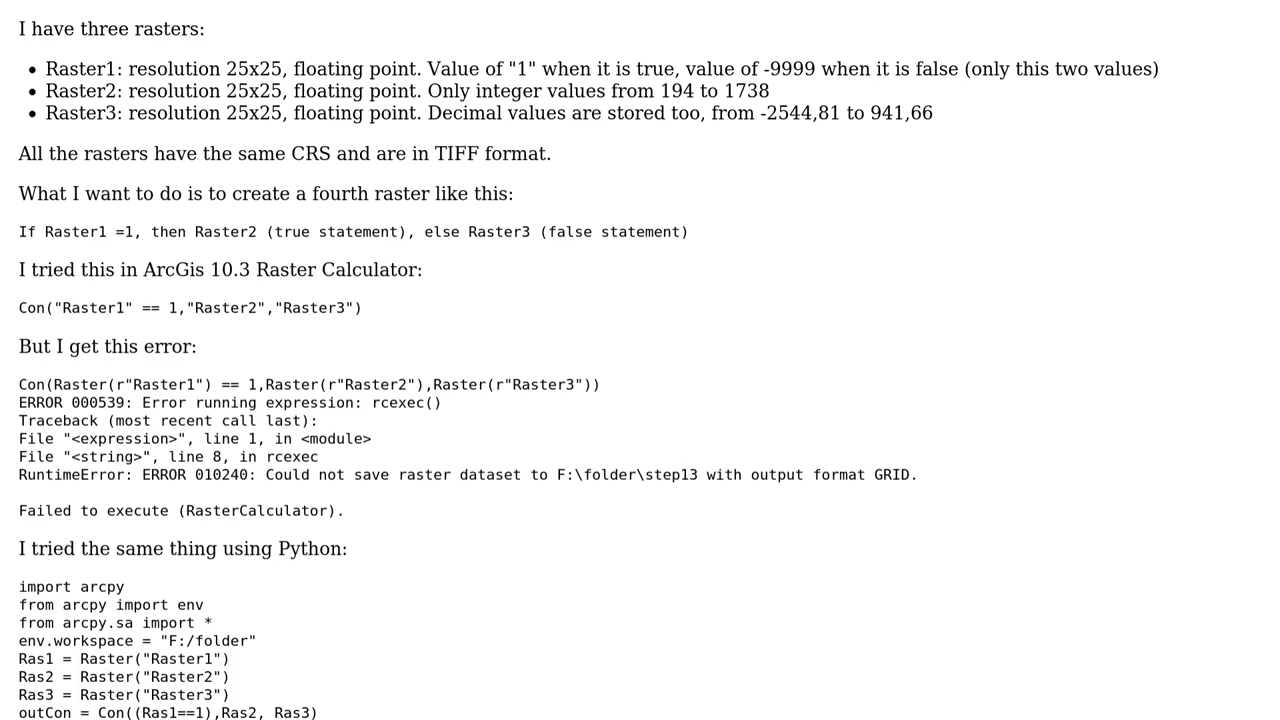 I have three rasters:
• Raster1: resolution 25x25, floating point. Value of "1" when it is true, value of -9999 when it is false (only this two values)
• Raster2: resolution 25x25, floating point. Only integer values from 194 to 1738
• Raster3: resolution 25x25, floating point. Decimal values are stored too, from -2544,81 to 941,66
All the rasters have the same CRS and are in TIFF format.
What I want to do is to create a fourth raster like this:
If Raster1 =1, then Raster2 (true statement), else Raster3 (false statement)
I tried this in ArcGis 10.3 Raster Calculator:
Con("Raster1" == 1,"Raster2","Raster3")
But I get this error:
Con(Raster(r"Raster1") == 1,Raster(r"Raster2"),Raster(r"Raster3"))
ERROR 000539: Error running expression: rcexec()
Traceback (most recent call last):
File "<expression>", line 1, in <module>
File "<string>", line 8, in rcexec
RuntimeError: ERROR 010240: Could not save raster dataset to F:\folder\step13 with output format GRID.
Failed to execute (RasterCalculator).
I tried the same thing using Python:
import arcpy
from arcpy import env
from arcpy.sa import *
env.workspace = "F:/folder"
Ras1 = Raster("Raster1")
Ras2 = Raster("Raster2")
Ras3 = Raster("Raster3")
outCon = Con((Ras1==1),Ras2, Ras3)